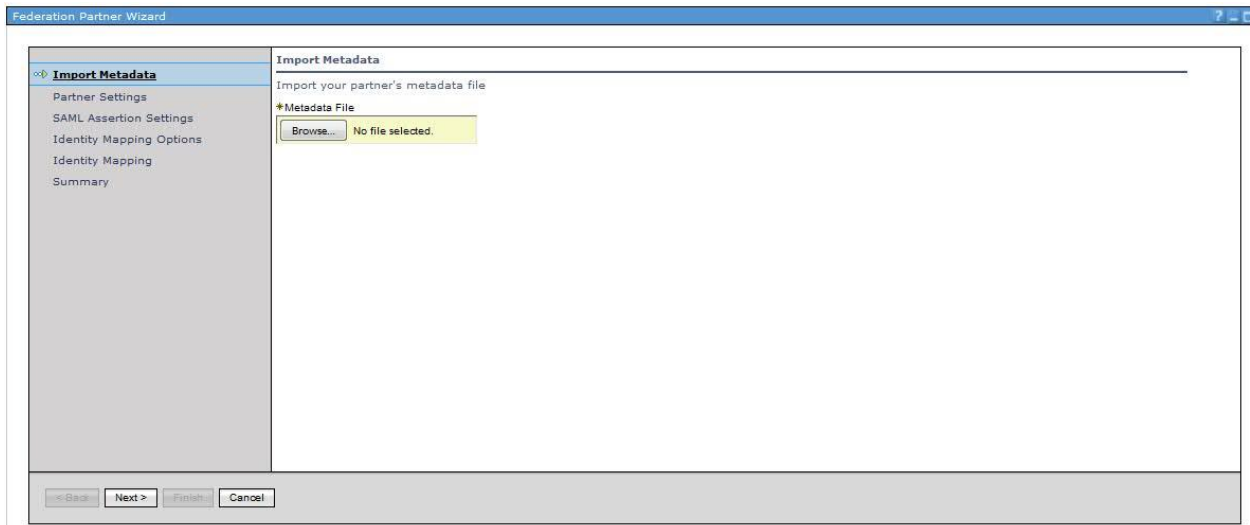 Federation Partner Wizard
?
Import Metadata
Partner Settings
SAML Assertion Settings
Identity Mapping Options
Identity Mapping
Summary
Import Metadata
Import your partner's metadata file
*Metadata File
Browse... No file selected.
< Back Next > Finish Cancel